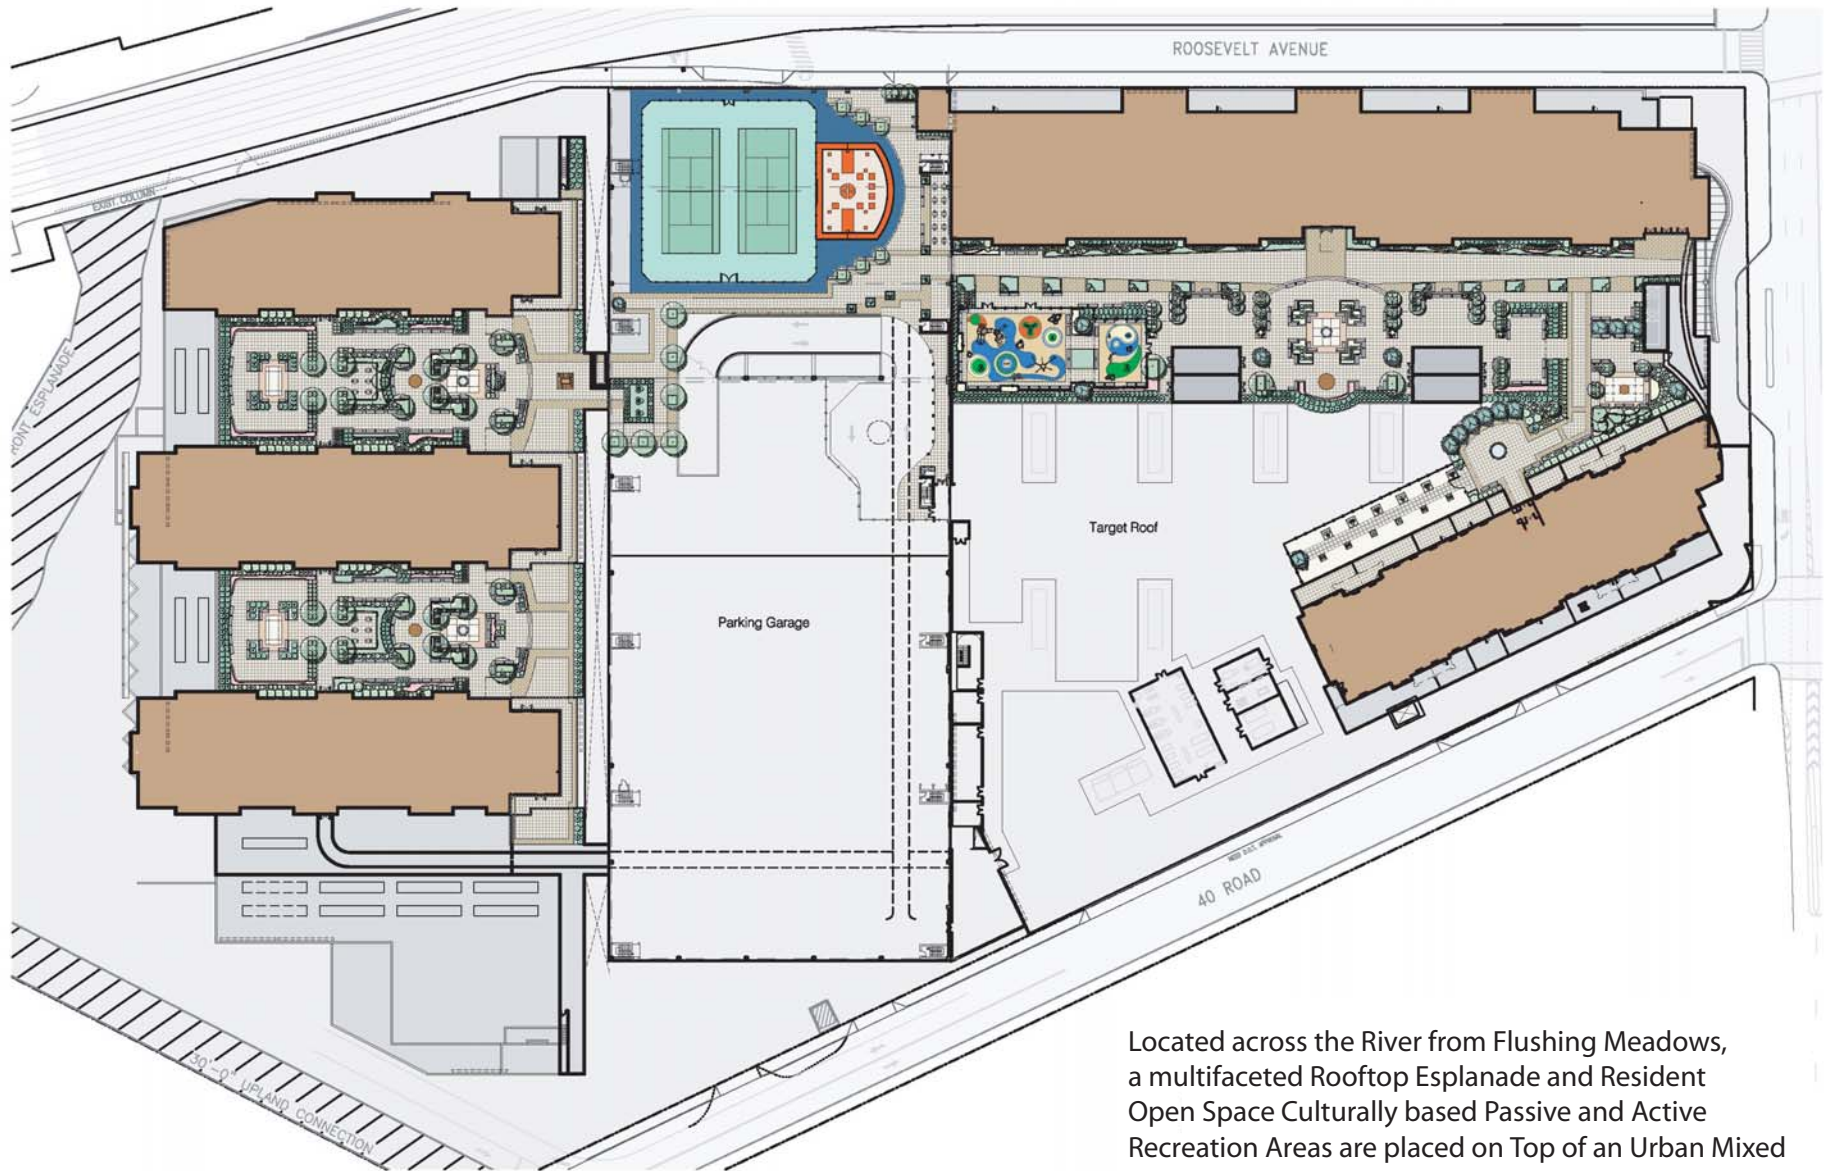 ROOSEVELT AVENUE
EXIST. COLUMN
RONT ESPLANADE
Target Roof
Parking Garage
40 ROAD
30'-0" UPLAND CONNECTION
Located across the River from Flushing Meadows,
a multifaceted Rooftop Esplanade and Resident
Open Space Culturally based Passive and Active
Recreation Areas are placed on Top of an Urban Mixed